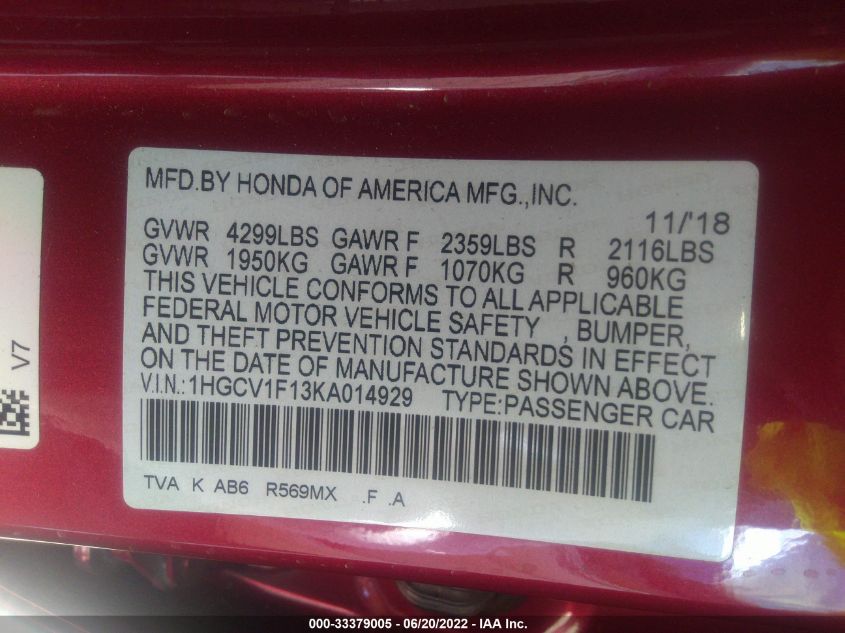 MFD.BY HONDA OF AMERICA MFG.,INC.
11/'18
GVWR 4299LBS GAWR F 2359LBS R 2116LBS
GVWR 1950KG GAWR F 1070KG R 960KG
THIS VEHICLE CONFORMS TO ALL APPLICABLE
FEDERAL MOTOR VEHICLE SAFETY , BUMPER,
AND THEFT PREVENTION STANDARDS IN EFFECT
ON THE DATE OF MANUFACTURE SHOWN ABOVE.
V.I.N.:1HGCV1F13KA014929 TYPE:PASSENGER CAR
TVA K AB6 R569MX .F .A
V7
000-33379005 - 06/20/2022 - IAA Inc.